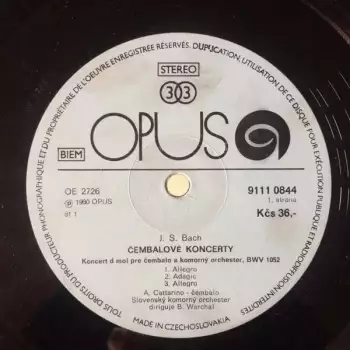 TOUS DROITS DU PRODUCTEUR PHONOGRAPHIQUE ET DU PROPRIÉTAIRE DE L'OEUVRE ENREGISTRÉE RÉSERVÉS. DUPLICATION, UTILISATION DE CE DISQUE POUR EXÉCUTION PUBLIQUE ET RADIODIFFUSION INTERDITES
STEREO
33
OPUS
BIEM
OE 2726
9111 0844
℗ 1980 OPUS
1. strana
st 1
Kčs 36,-
J. S. Bach
ČEMBALOVÉ KONCERTY
Koncert d mol pre čembalo a komorný orchester, BWV 1052
1. Allegro
2. Adagio
3. Allegro
A. Cattarino – čembalo
Slovenský komorný orchester
diriguje B. Warchal
MADE IN CZECHOSLOVAKIA